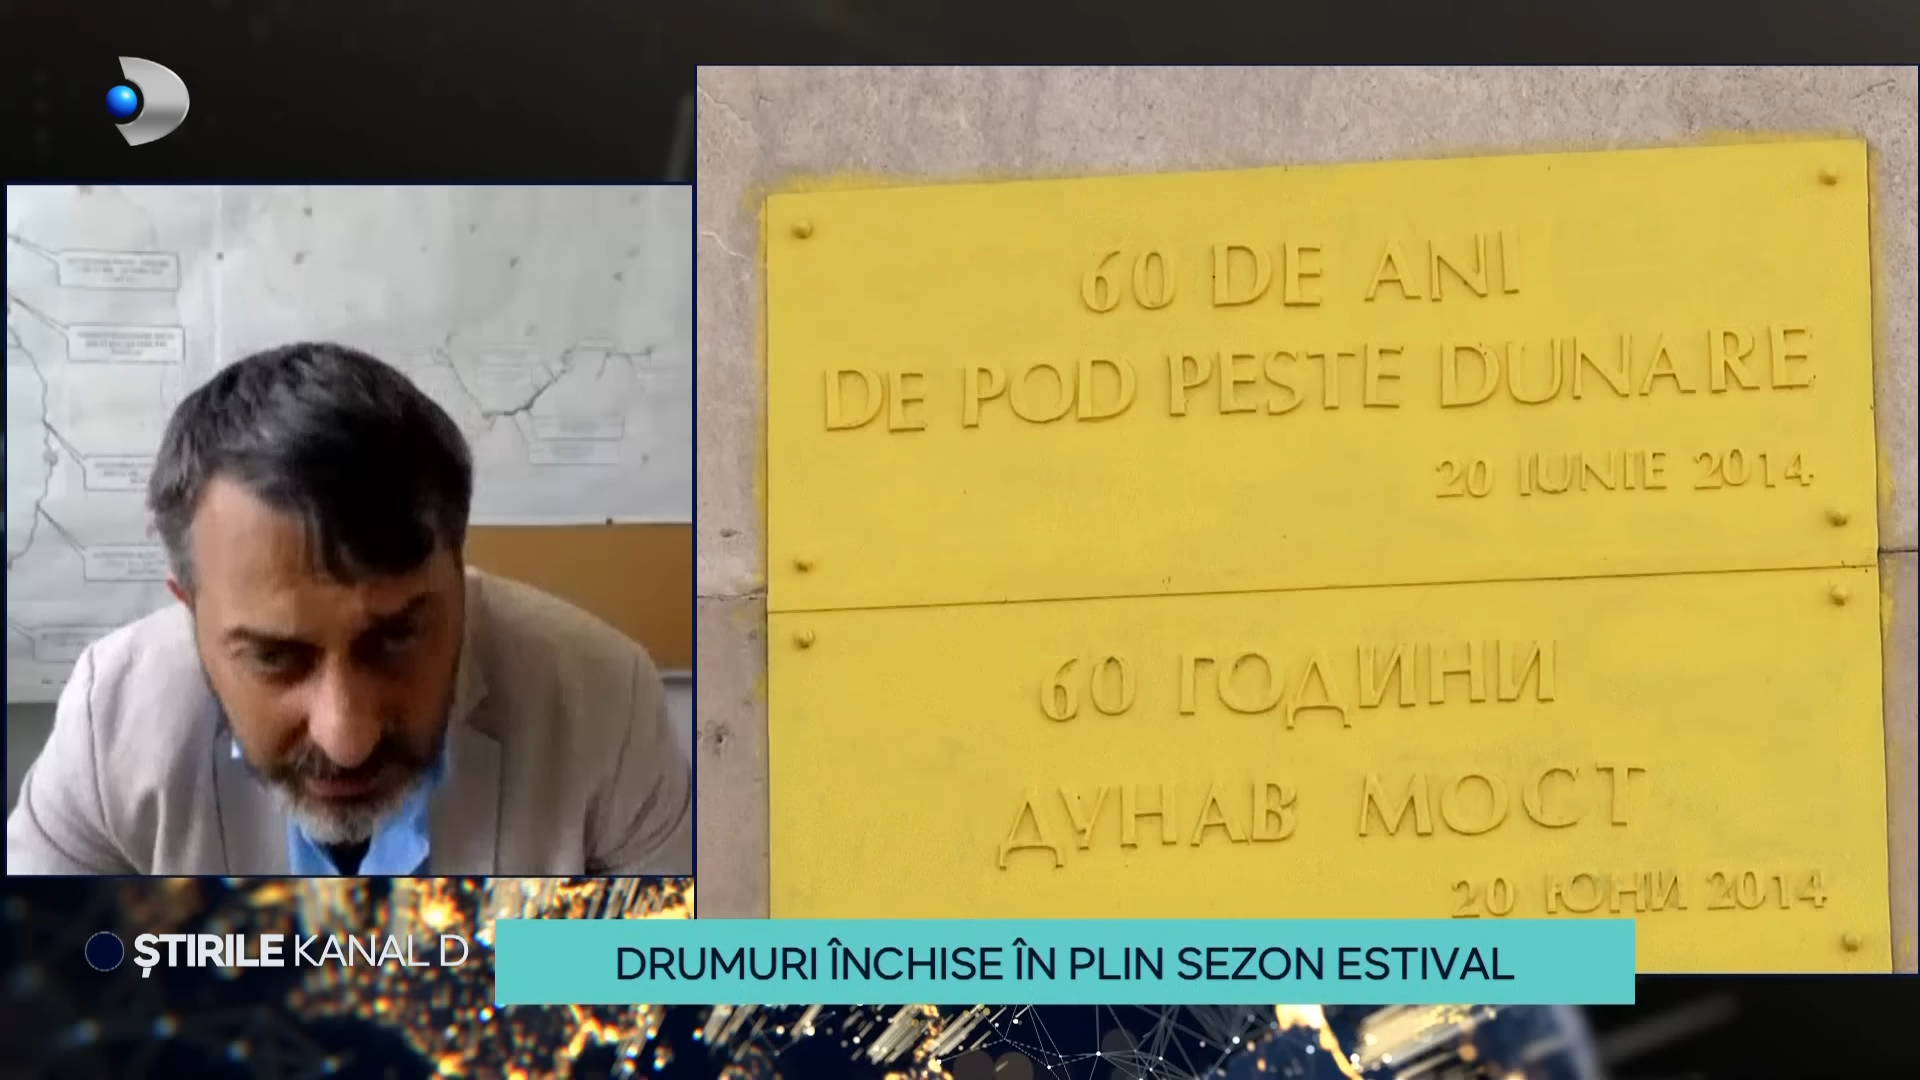 60 DE ANI
DE POD PESTE DUNARE
20 IUNIE 2014
60 ГОДИНИ
ДУНАВ МОСТ
20 ЮНИ 2014
ȘTIRILE KANAL D
DRUMURI ÎNCHISE ÎN PLIN SEZON ESTIVAL